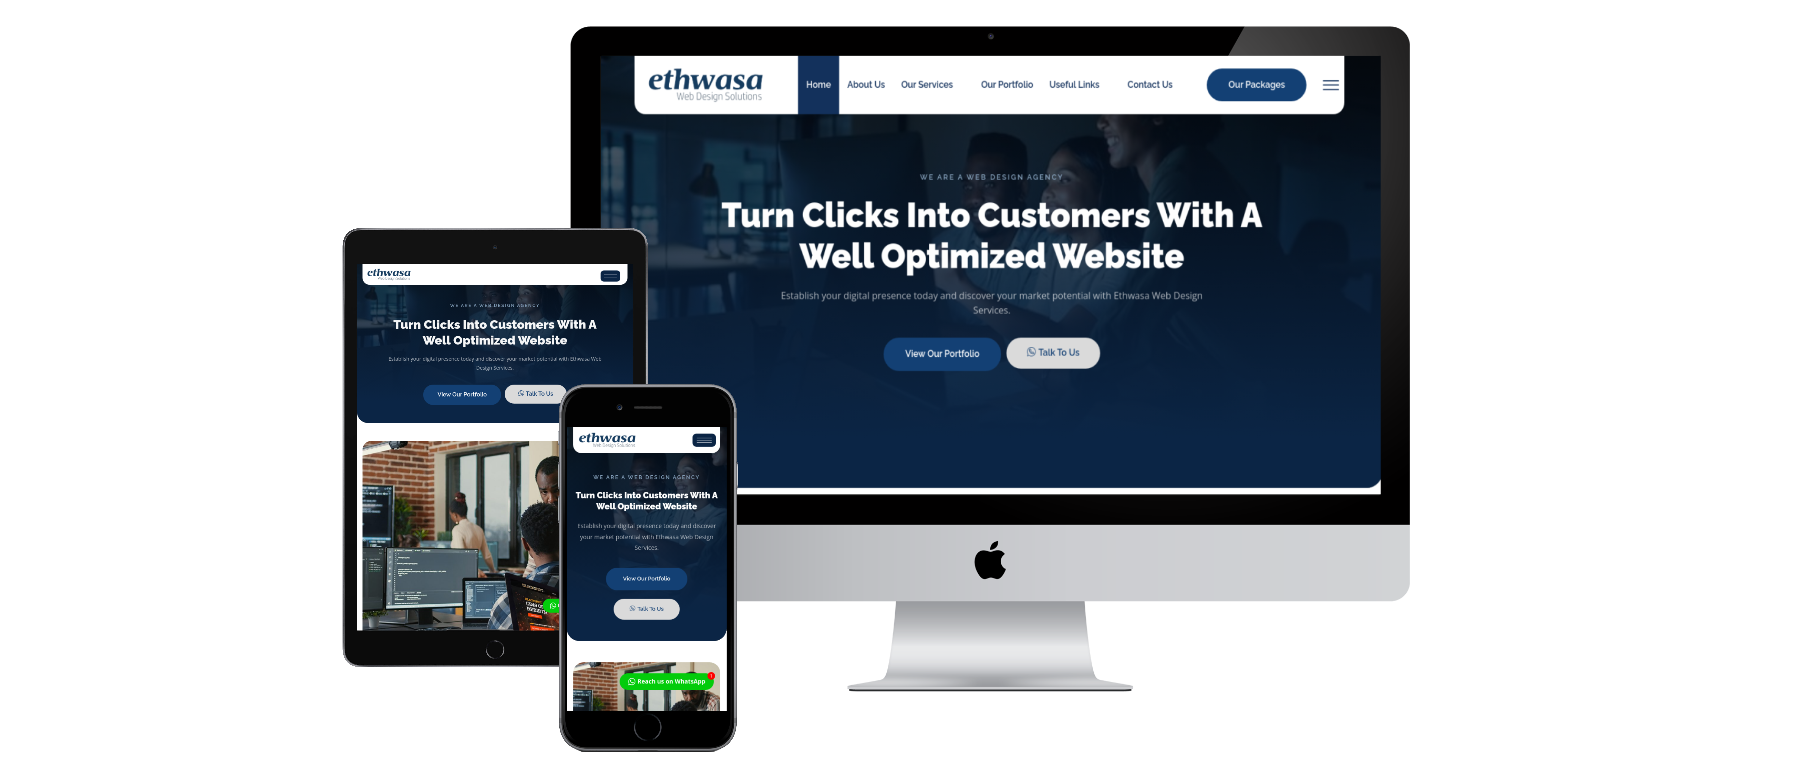 ethwasa
Web Design Solutions
Home
About Us
Our Services
Our Portfolio
Useful Links
Contact Us
Our Packages
WE ARE A WEB DESIGN AGENCY
Turn Clicks Into Customers With A
Well Optimized Website
Establish your digital presence today and discover your market potential with Ethwasa Web Design
Services.
View Our Portfolio
Talk To Us
ethwasa
Web Design Solutions
WE ARE A WEB DESIGN AGENCY
Turn Clicks Into Customers With A
Well Optimized Website
Establish your digital presence today and discover your market potential with Ethwasa Web
Design Services.
View Our Portfolio
Talk To Us
ethwasa
Web Design Solutions
WE ARE A WEB DESIGN AGENCY
Turn Clicks Into Customers With A
Well Optimized Website
Establish your digital presence today and discover
your market potential with Ethwasa Web Design
Services.
View Our Portfolio
Talk To Us
Reach us on WhatsApp
1